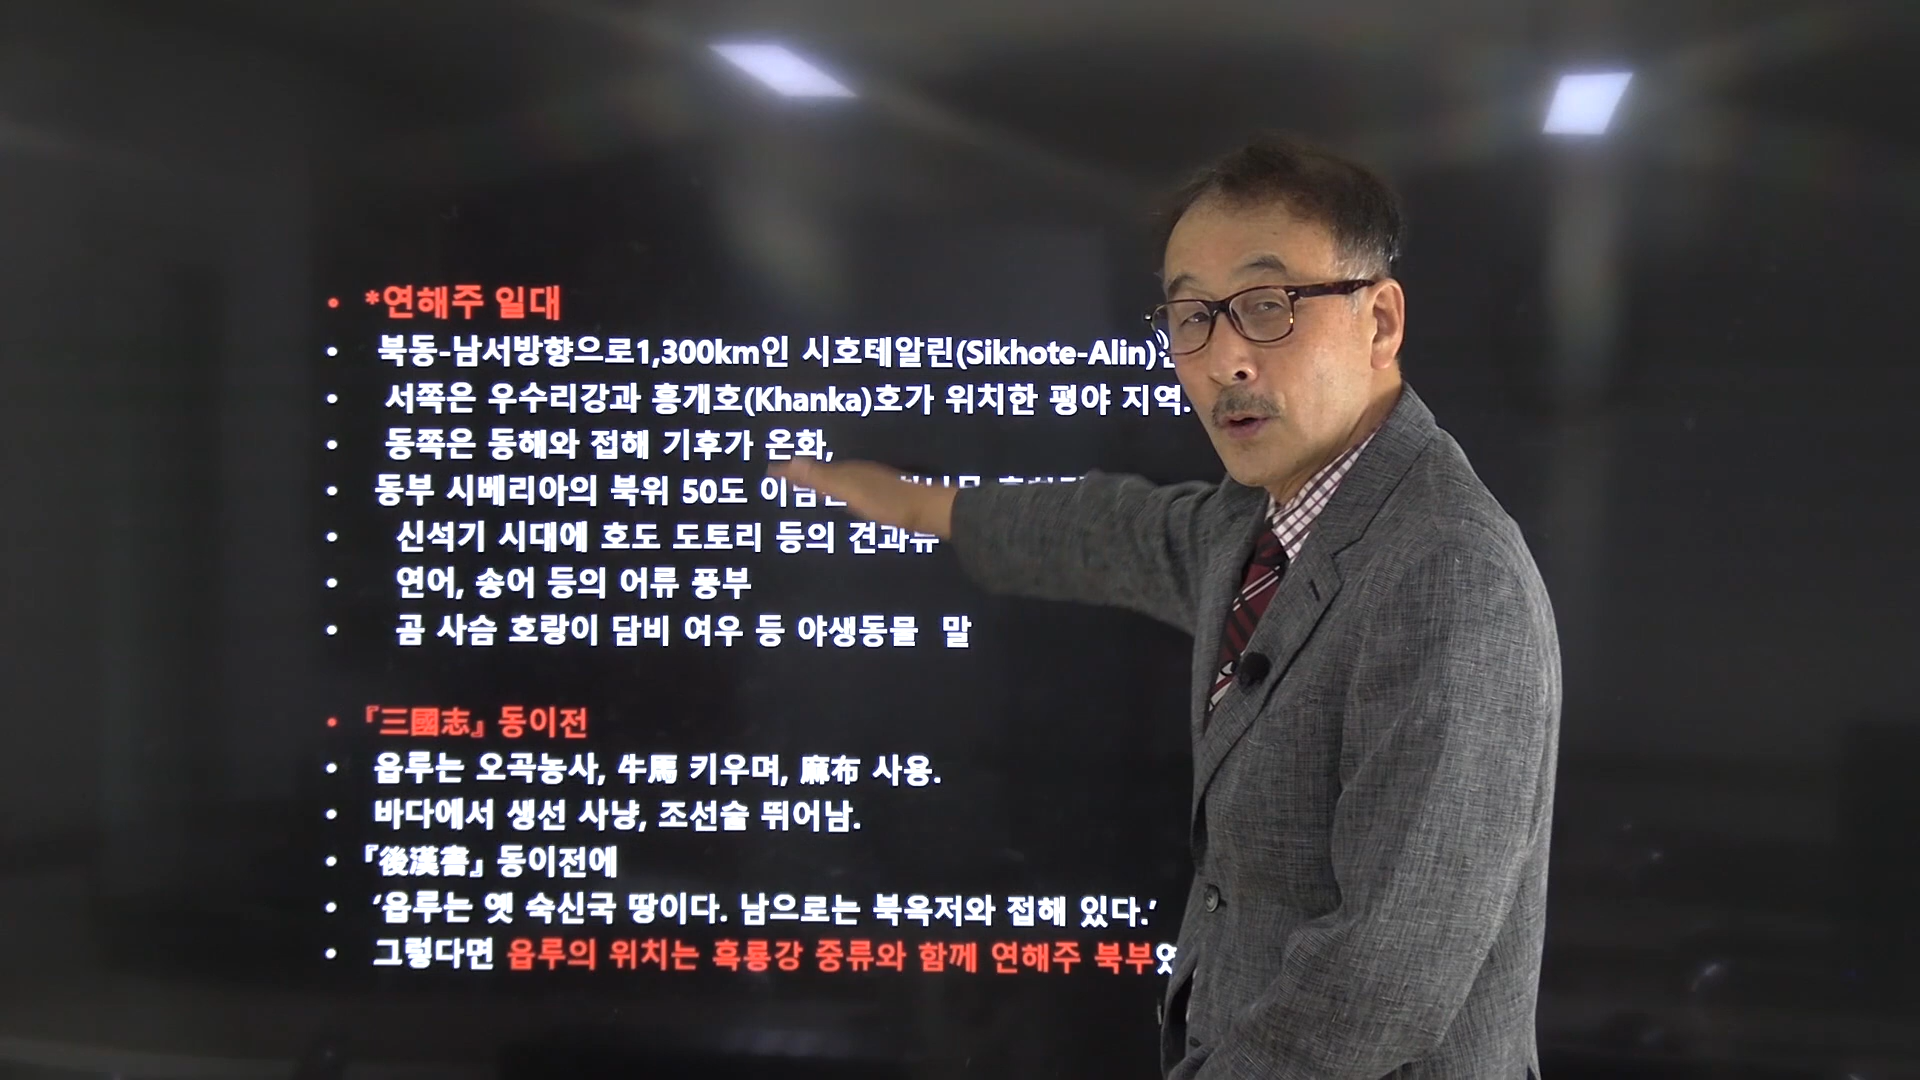 • *연해주 일대
• 북동-남서방향으로1,300km인 시호테알린(Sikhote-Alin)
• 서쪽은 우수리강과 흥개호(Khanka)호가 위치한 평야 지역.
• 동쪽은 동해와 접해 기후가 온화,
• 동부 시베리아의 북위 50도
• 신석기 시대에 호도 도토리 등의 견과류
• 연어, 송어 등의 어류 풍부
• 곰 사슴 호랑이 담비 여우 등 야생동물 말
• 『三國志』 동이전
• 읍루는 오곡농사, 牛馬 키우며, 麻布 사용.
• 바다에서 생선 사냥, 조선술 뛰어남.
• 『後漢書』 동이전에
• ‘읍루는 옛 숙신국 땅이다. 남으로는 북옥저와 접해 있다.’
• 그렇다면 읍루의 위치는 흑룡강 중류와 함께 연해주 북부